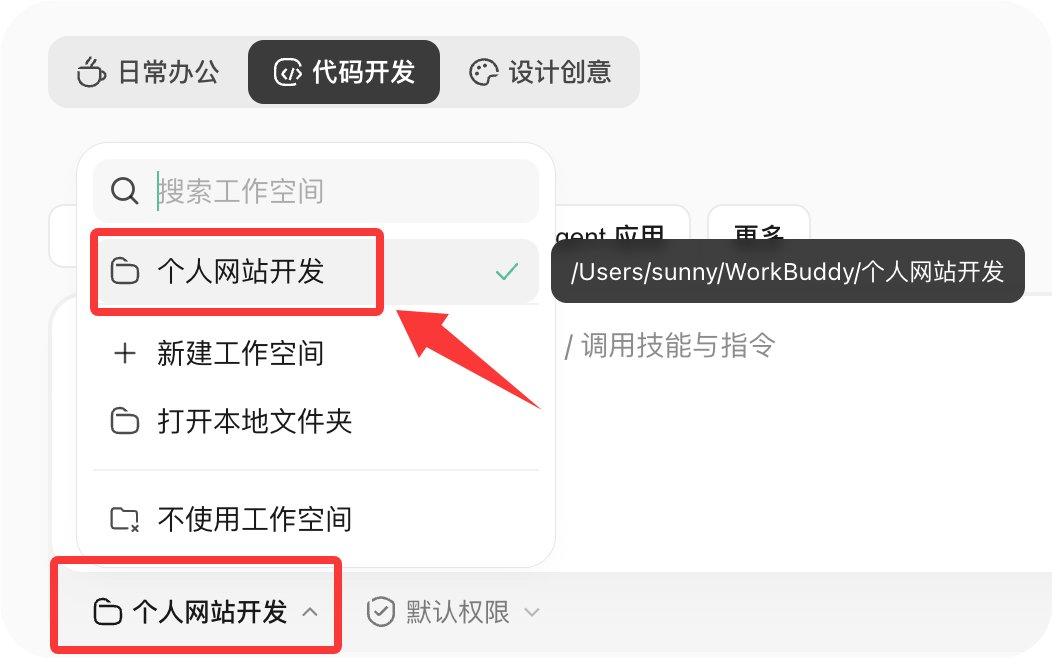 日常办公 代码开发 设计创意
搜索工作空间
gent 应用 更多
个人网站开发
/Users/sunny/WorkBuddy/个人网站开发
新建工作空间
/ 调用技能与指令
打开本地文件夹
不使用工作空间
个人网站开发 默认权限